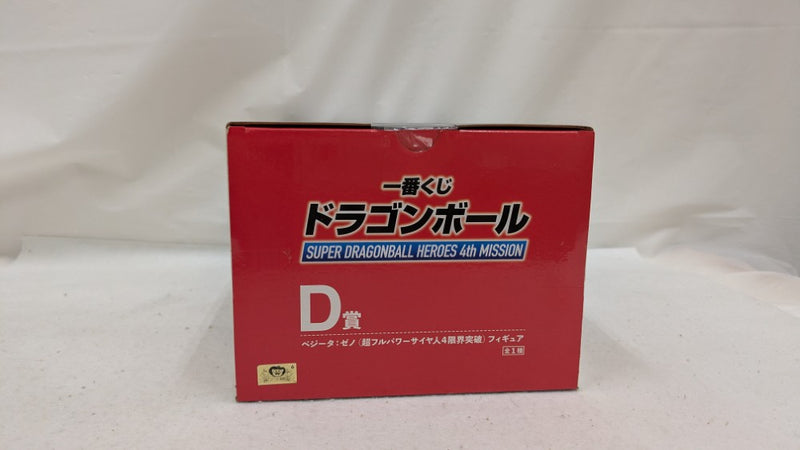 一番くじ
ドラゴンボール
SUPER DRAGONBALL HEROES 4th MISSION
D賞
ベジータ:ゼノ(超フルパワーサイヤ人4限界突破)フィギュア
全1種